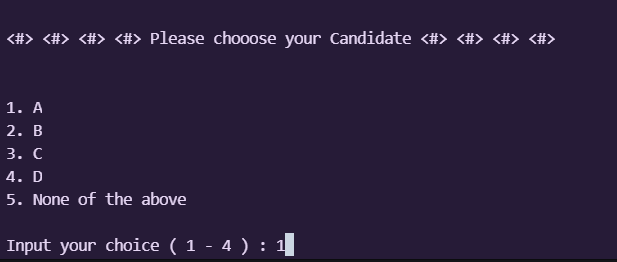 <#> <#> <#> <#> Please chooose your Candidate <#> <#> <#> <#>
1. A
2. B
3. C
4. D
5. None of the above
Input your choice ( 1 - 4 ) : 1